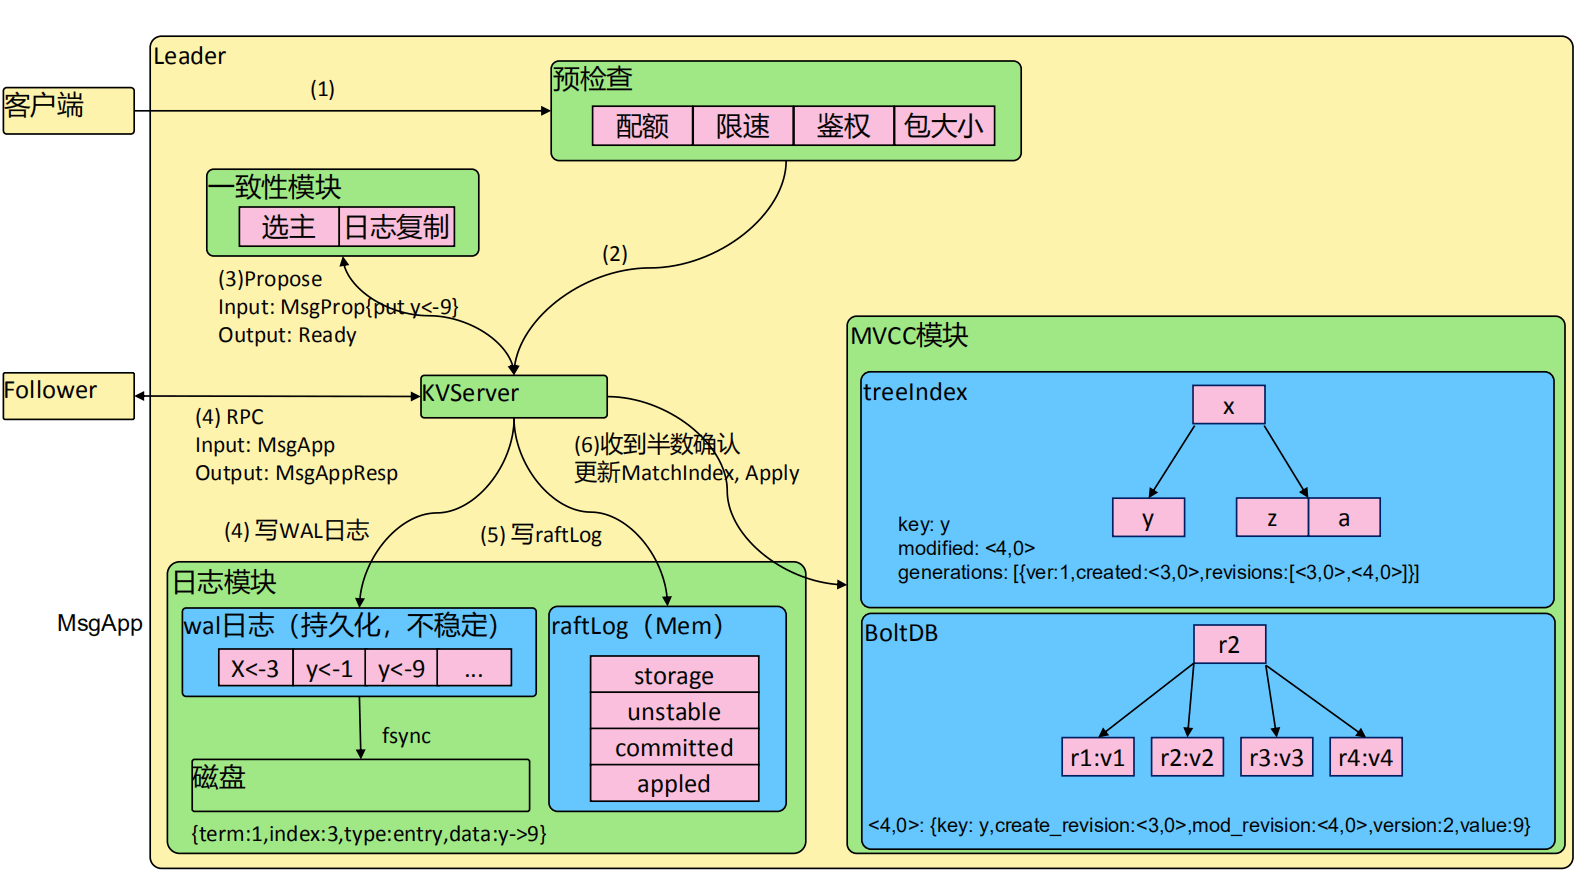 Leader
客户端
(1)
预检查
配额 限速 鉴权 包大小
一致性模块
选主 日志复制
(2)
(3)Propose
Input: MsgProp{put y<-9}
Output: Ready
KVServer
Follower
(4) RPC
Input: MsgApp
Output: MsgAppResp
(6)收到半数确认
更新MatchIndex, Apply
(4) 写WAL日志
(5) 写raftLog
日志模块
wal日志（持久化，不稳定）
X<-3 y<-1 y<-9 ...
fsync
磁盘
{term:1,index:3,type:entry,data:y->9}
raftLog（Mem）
storage
unstable
committed
appled
MsgApp
MVCC模块
treeIndex
x
y z a
key: y
modified: <4,0>
generations: [{ver:1,created:<3,0>,revisions:[<3,0>,<4,0>]}]
BoltDB
r2
r1:v1 r2:v2 r3:v3 r4:v4
<4,0>: {key: y,create_revision:<3,0>,mod_revision:<4,0>,version:2,value:9}